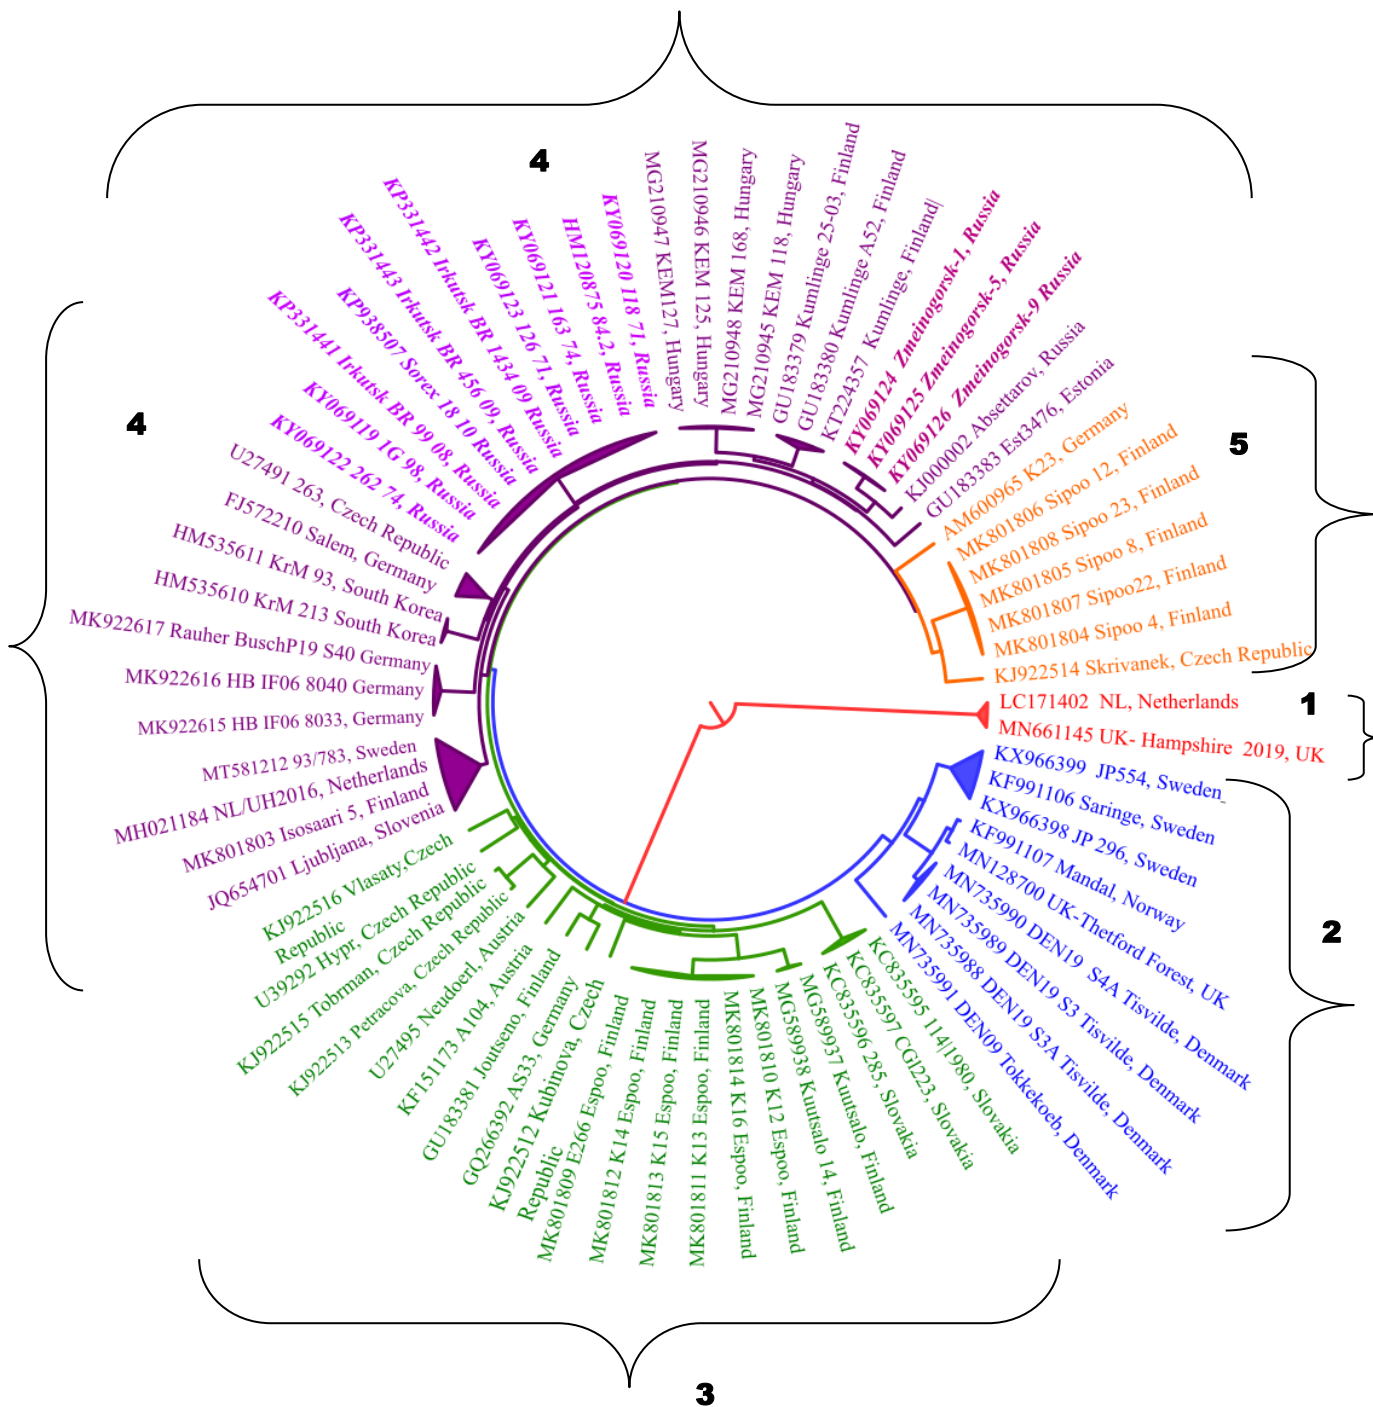 4
MG210947 KEM127, Hungary
MG210946 KEM 125, Hungary
MG210948 KEM 168, Hungary
MG210945 KEM 118, Hungary
GU183379 Kumlinge 25-03, Finland
GU183380 Kumlinge A52, Finland
KT224357 Kumlinge, Finland|
KY069124 Zmeinogorsk-1, Russia
KY069125 Zmeinogorsk-5, Russia
KY069126 Zmeinogorsk-9 Russia
KJ000002 Absettarov, Russia
GU183383 Est3476, Estonia
AM600965 K23, Germany
MK801806 Sipoo 12, Finland
MK801808 Sipoo 23, Finland
MK801805 Sipoo 8, Finland
MK801807 Sipoo22, Finland
MK801804 Sipoo 4, Finland
KJ922514 Skrivanek, Czech Republic
5
LC171402 NL, Netherlands
MN661145 UK- Hampshire 2019, UK
1
KX966399 JP554, Sweden_
KF991106 Saringe, Sweden
KX966398 JP 296, Sweden
KF991107 Mandal, Norway
MN128700 UK-Thetford Forest, UK
MN735990 DEN19 S4A Tisvilde, Denmark
MN735989 DEN19 S3 Tisvilde, Denmark
MN735988 DEN19 S3A Tisvilde, Denmark
MN735991 DEN09 Tokkekoeb, Denmark
2
KC835595 114|1980, Slovakia
KC835597 CGl223, Slovakia
KC835596 285, Slovakia
MG589937 Kuutsalo, Finland
MG589938 Kuutsalo 14, Finland
MK801810 K12 Espoo, Finland
MK801814 K16 Espoo, Finland
MK801811 K13 Espoo, Finland
MK801813 K15 Espoo, Finland
MK801812 K14 Espoo, Finland
MK801809 E266 Espoo, Finland
KJ922512 Kubinova, Czech
Republic
GQ266392 AS33, Germany
GU183381 Joutseno, Finland
KF151173 A104, Austria
U27495 Neudoerl, Austria
KJ922513 Petracova, Czech Republic
KJ922515 Tobrman, Czech Republic
U39292 Hypr, Czech Republic
KJ922516 Vlasaty,Czech
Republic
3
JQ654701 Ljubljana, Slovenia
MK801803 Isosaari 5, Finland
MH021184 NL/UH2016, Netherlands
MT581212 93/783, Sweden
MK922615 HB IF06 8033, Germany
MK922616 HB IF06 8040 Germany
MK922617 Rauher BuschP19 S40 Germany
HM535610 KrM 213 South Korea
HM535611 KrM 93, South Korea
FJ572210 Salem, Germany
U27491 263, Czech Republic
4
KY069122 262 74, Russia
KY069119 1G 98, Russia
KP331441 Irkutsk BR 99 08, Russia
KP938507 Sorex 18 10 Russia
KP331443 Irkutsk BR 456 09, Russia
KP331442 Irkutsk BR 1434 09 Russia
KY069123 126 71, Russia
KY069121 163 74, Russia
HM120875 84.2, Russia
KY069120 118 71, Russia